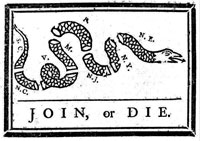 S.C.
N.C.
V.
M.
P.
N.J.
N.Y.
N.E.
JOIN, or DIE.